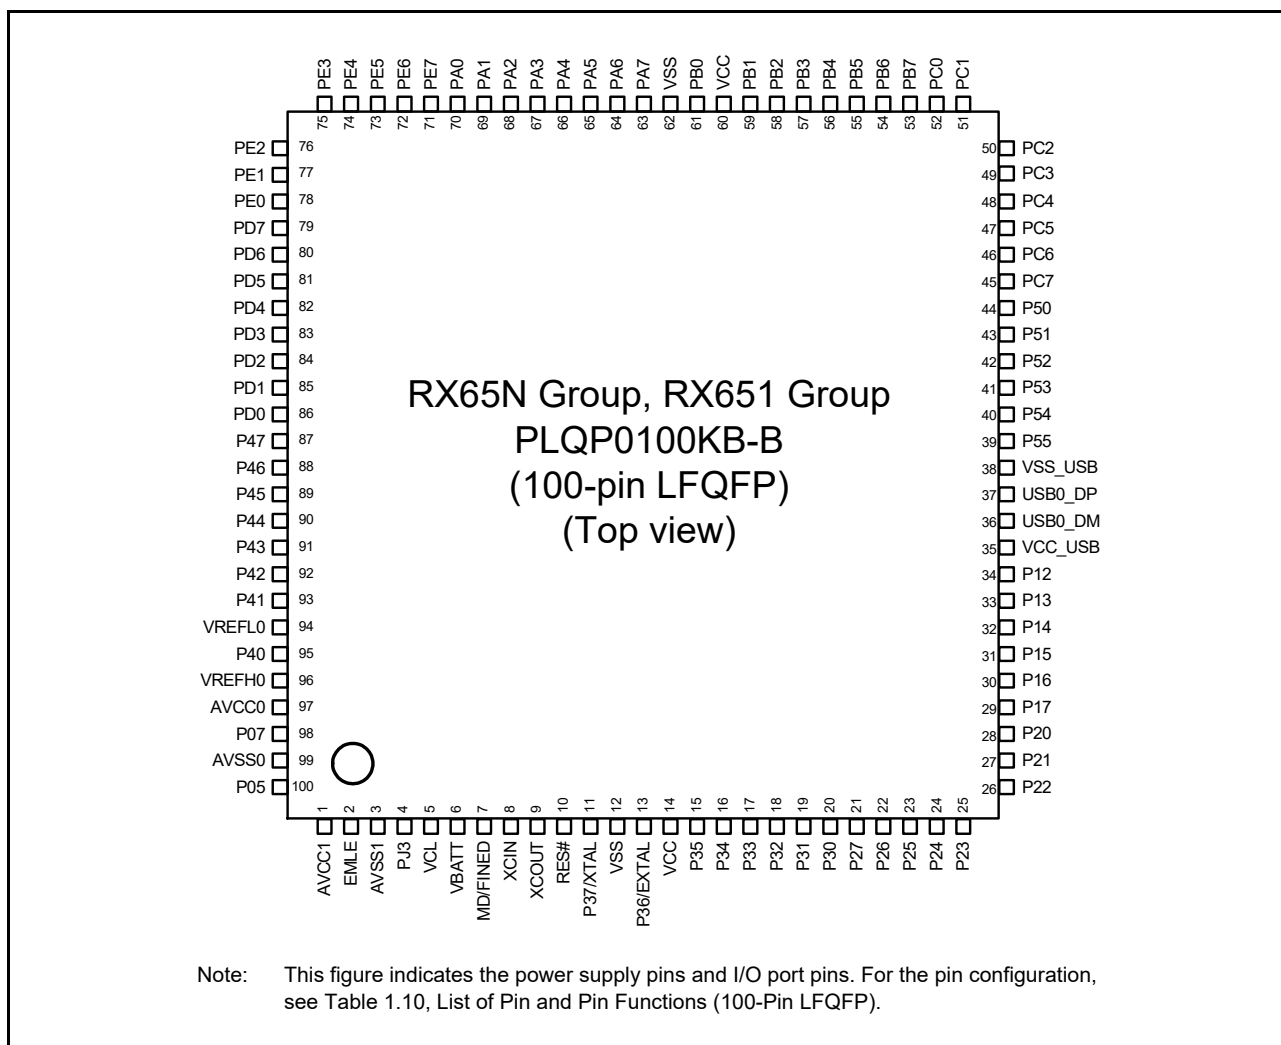 PE3 PE4 PE5 PE6 PE7 PA0 PA1 PA2 PA3 PA4 PA5 PA6 PA7 VSS PB0 VCC PB1 PB2 PB3 PB4 PB5 PB6 PB7 PC0 PC1
75 74 73 72 71 70 69 68 67 66 65 64 63 62 61 60 59 58 57 56 55 54 53 52 51
PE2 76
PE1 77
PE0 78
PD7 79
PD6 80
PD5 81
PD4 82
PD3 83
PD2 84
PD1 85
PD0 86
P47 87
P46 88
P45 89
P44 90
P43 91
P42 92
P41 93
VREFL0 94
P40 95
VREFH0 96
AVCC0 97
P07 98
AVSS0 99
P05 100
RX65N Group, RX651 Group
PLQP0100KB-B
(100-pin LFQFP)
(Top view)
50 PC2
49 PC3
48 PC4
47 PC5
46 PC6
45 PC7
44 P50
43 P51
42 P52
41 P53
40 P54
39 P55
38 VSS_USB
37 USB0_DP
36 USB0_DM
35 VCC_USB
34 P12
33 P13
32 P14
31 P15
30 P16
29 P17
28 P20
27 P21
26 P22
1 2 3 4 5 6 7 8 9 10 11 12 13 14 15 16 17 18 19 20 21 22 23 24 25
AVCC1 EMLE AVSS1 PJ3 VCL VBATT MD/FINED XCIN XCOUT RES# P37/XTAL VSS P36/EXTAL VCC P35 P34 P33 P32 P31 P30 P27 P26 P25 P24 P23
Note: This figure indicates the power supply pins and I/O port pins. For the pin configuration,
see Table 1.10, List of Pin and Pin Functions (100-Pin LFQFP).